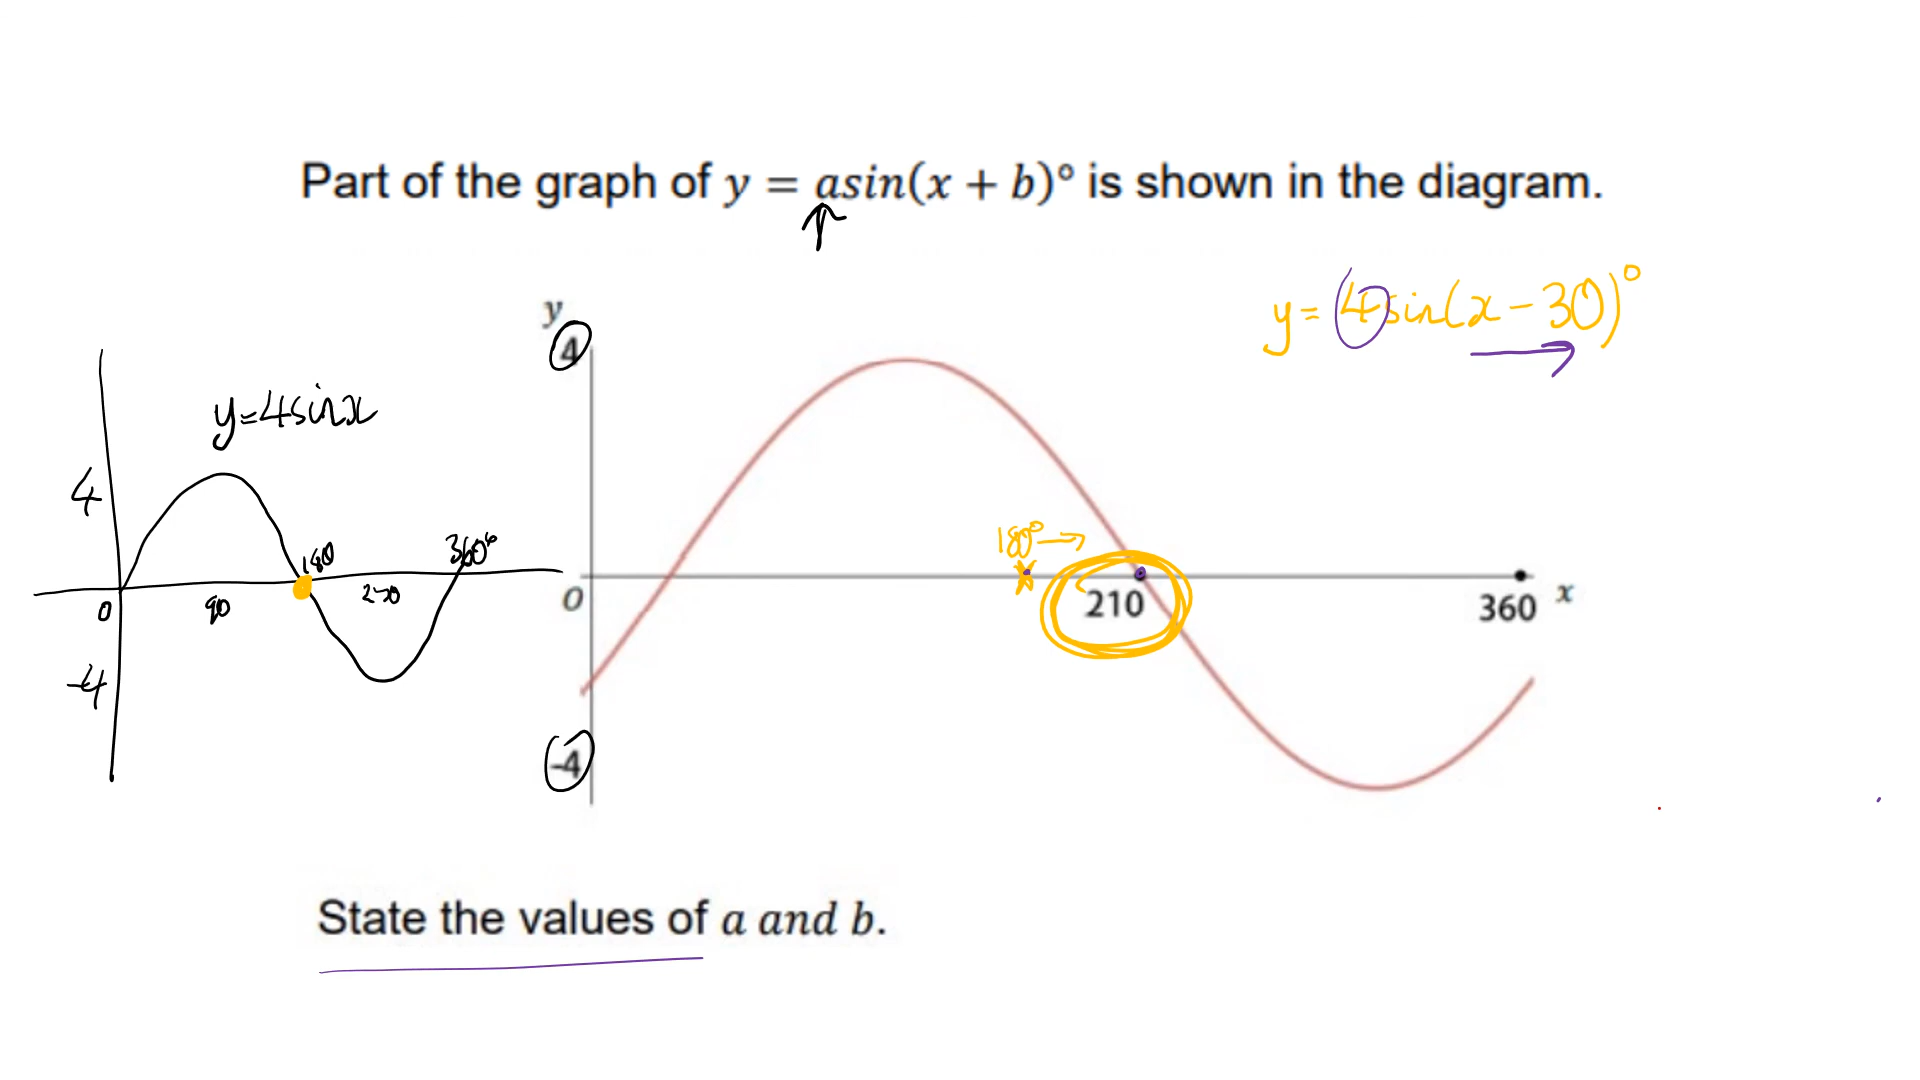 Part of the graph of y = asin(x + b)° is shown in the diagram.
y = 4sin(x − 30)°
y
4
y=4sinx
4
180° →
180
360°
0
90
270
0
210
360
x
-4
-4
State the values of a and b.